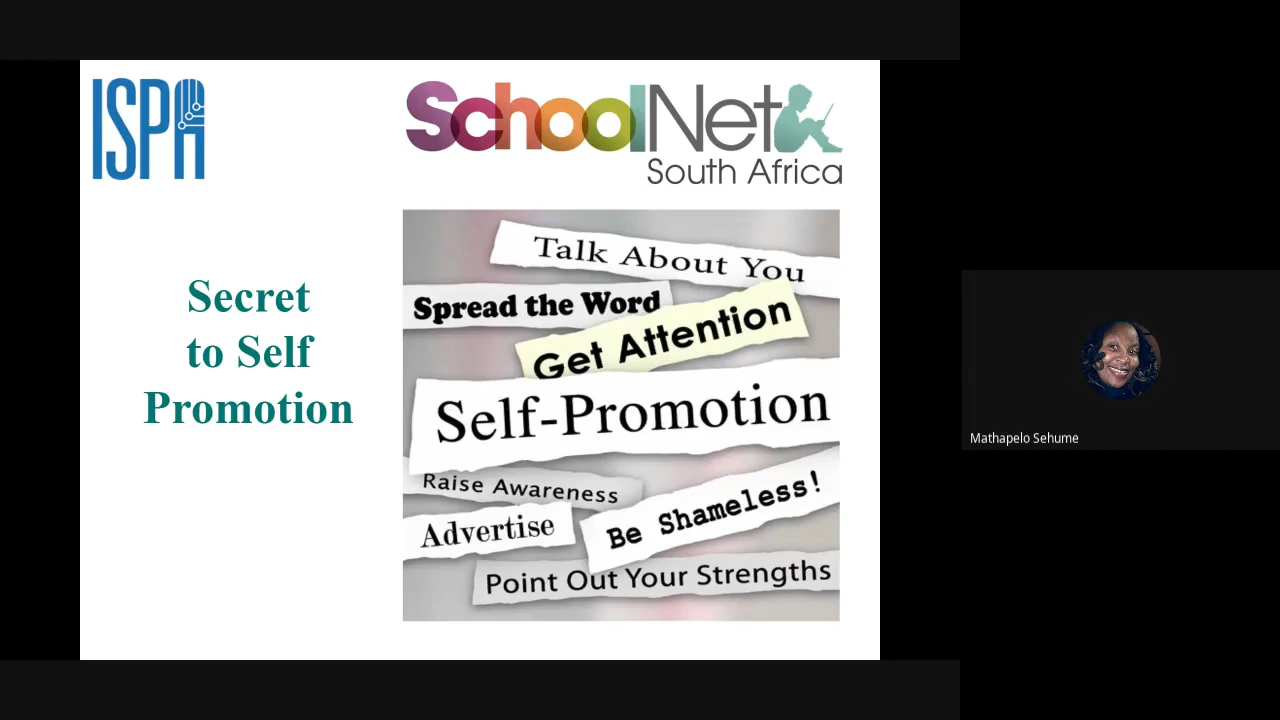 ISPA
SchoolNet
South Africa
Secret
to Self
Promotion
Talk About You
Spread the Word
Get Attention
Self-Promotion
Raise Awareness
Be Shameless!
Advertise
Point Out Your Strengths
Mathapelo Sehume